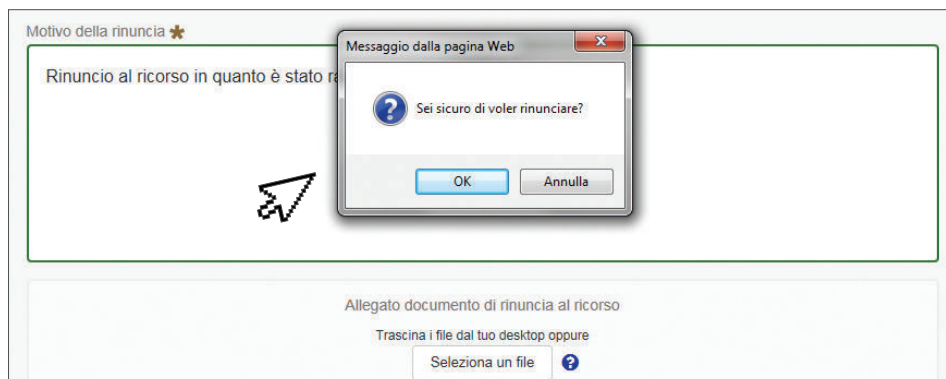 Motivo della rinuncia
Messaggio dalla pagina Web
Rinuncio al ricorso in quanto è stato
Sei sicuro di voler rinunciare?
OK
Annulla
Allegato documento di rinuncia al ricorso
Trascina i file dal tuo desktop oppure
Seleziona un file